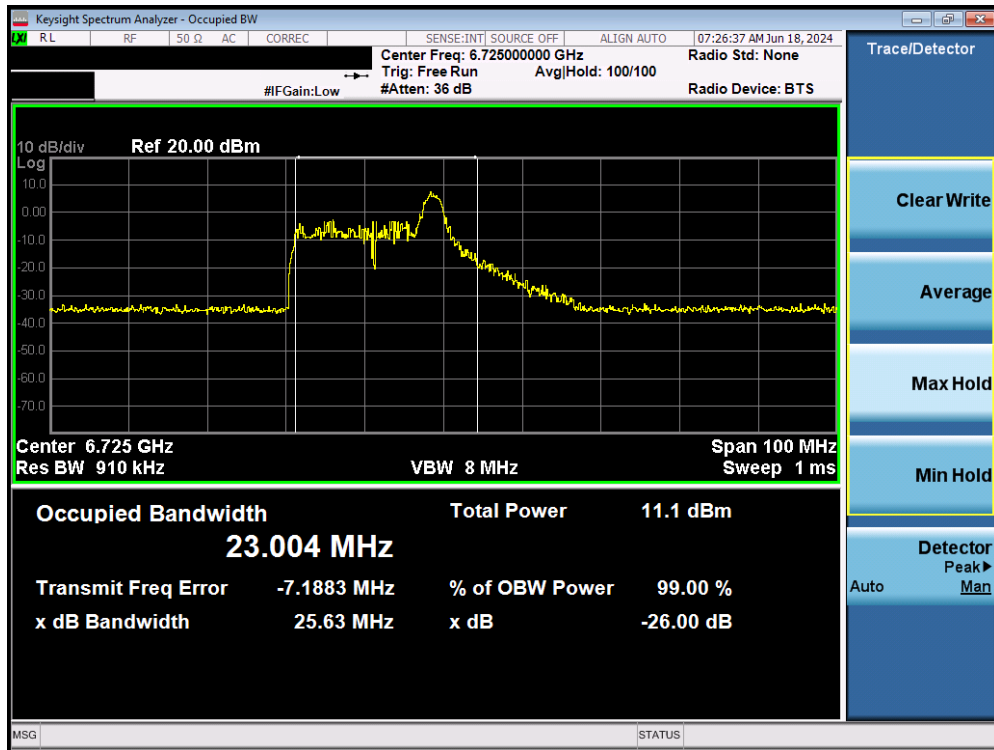 Keysight Spectrum Analyzer - Occupied BW
LXI RL RF 50 Ω AC CORREC SENSE:INT SOURCE OFF ALIGN AUTO 07:26:37 AM Jun 18, 2024
Center Freq: 6.725000000 GHz Radio Std: None
Trig: Free Run Avg|Hold: 100/100
#IFGain:Low #Atten: 36 dB Radio Device: BTS
10 dB/div Ref 20.00 dBm
Log
10.0
0.00
-10.0
-20.0
-30.0
-40.0
-50.0
-60.0
-70.0
Center 6.725 GHz Span 100 MHz
Res BW 910 kHz VBW 8 MHz Sweep 1 ms
Occupied Bandwidth Total Power 11.1 dBm
23.004 MHz
Transmit Freq Error -7.1883 MHz % of OBW Power 99.00 %
x dB Bandwidth 25.63 MHz x dB -26.00 dB
Trace/Detector
Clear Write
Average
Max Hold
Min Hold
Detector
Peak▶
Auto Man
MSG STATUS